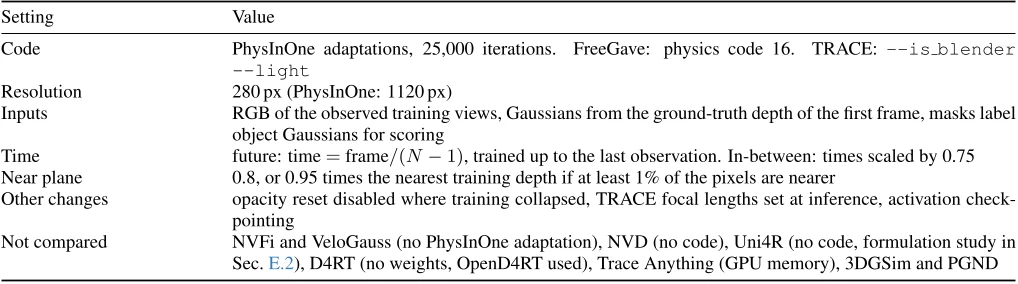 Setting Value
Code PhysInOne adaptations, 25,000 iterations. FreeGave: physics code 16. TRACE: --is_blender
--light
Resolution 280 px (PhysInOne: 1120 px)
Inputs RGB of the observed training views, Gaussians from the ground-truth depth of the first frame, masks label
object Gaussians for scoring
Time future: time = frame/(N − 1), trained up to the last observation. In-between: times scaled by 0.75
Near plane 0.8, or 0.95 times the nearest training depth if at least 1% of the pixels are nearer
Other changes opacity reset disabled where training collapsed, TRACE focal lengths set at inference, activation check-
pointing
Not compared NVFi and VeloGauss (no PhysInOne adaptation), NVD (no code), Uni4R (no code, formulation study in
Sec. E.2), D4RT (no weights, OpenD4RT used), Trace Anything (GPU memory), 3DGSim and PGND